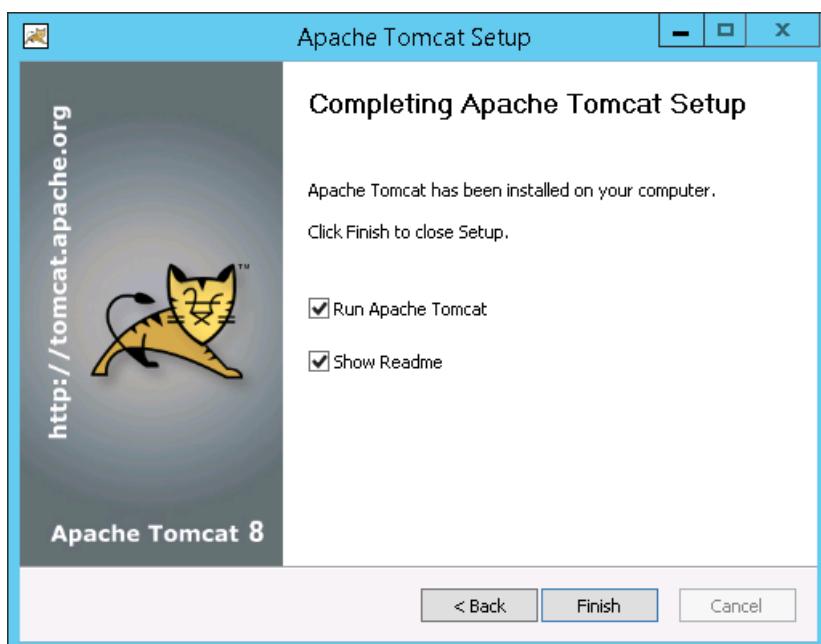 Apache Tomcat Setup
http://tomcat.apache.org
TM
Apache Tomcat 8
Completing Apache Tomcat Setup
Apache Tomcat has been installed on your computer.
Click Finish to close Setup.
Run Apache Tomcat
Show Readme
< Back
Finish
Cancel